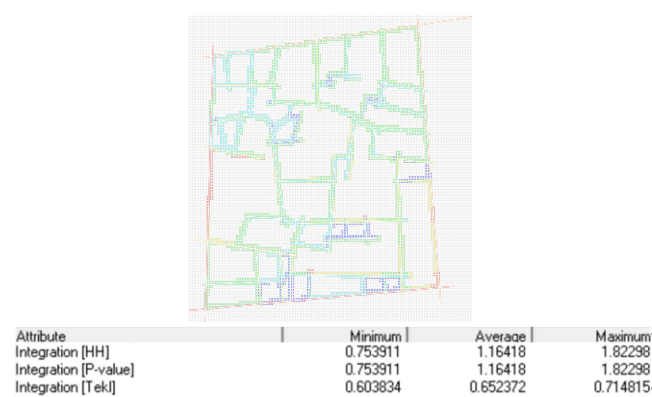 Attribute Minimum Average Maximum
Integration [HH] 0.753911 1.16418 1.82298
Integration [P-value] 0.753911 1.16418 1.82298
Integration [Tekl] 0.603834 0.652372 0.714815